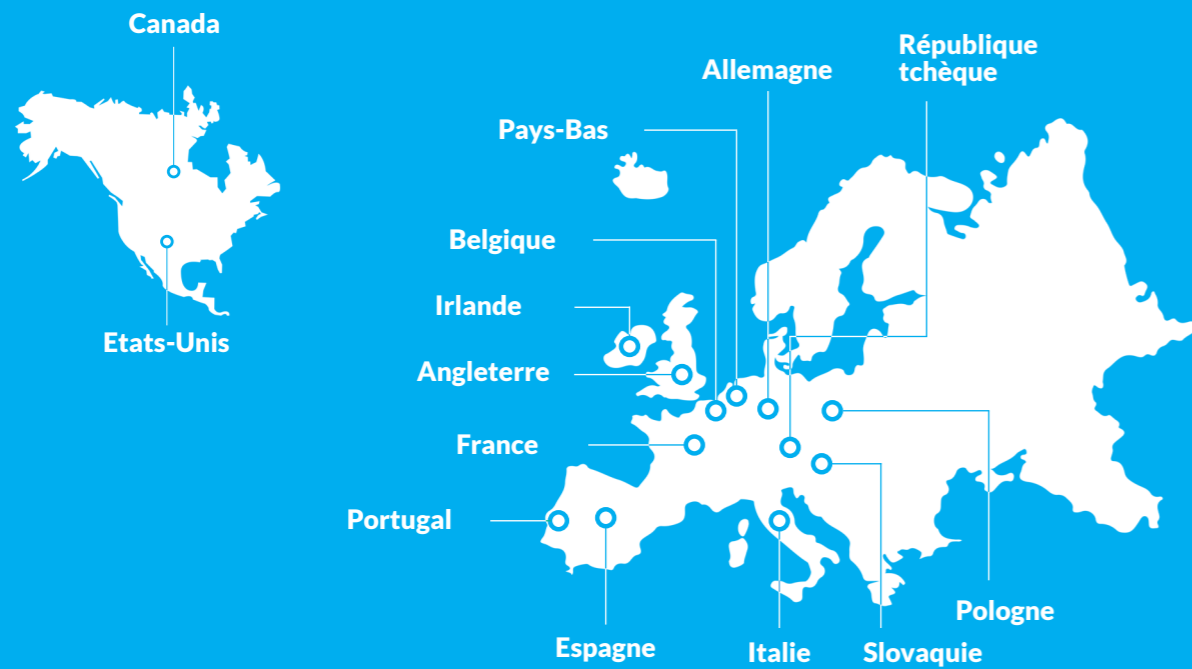 Canada
Etats-Unis
République
tchèque
Allemagne
Pays-Bas
Belgique
Irlande
Angleterre
France
Portugal
Espagne
Italie
Slovaquie
Pologne